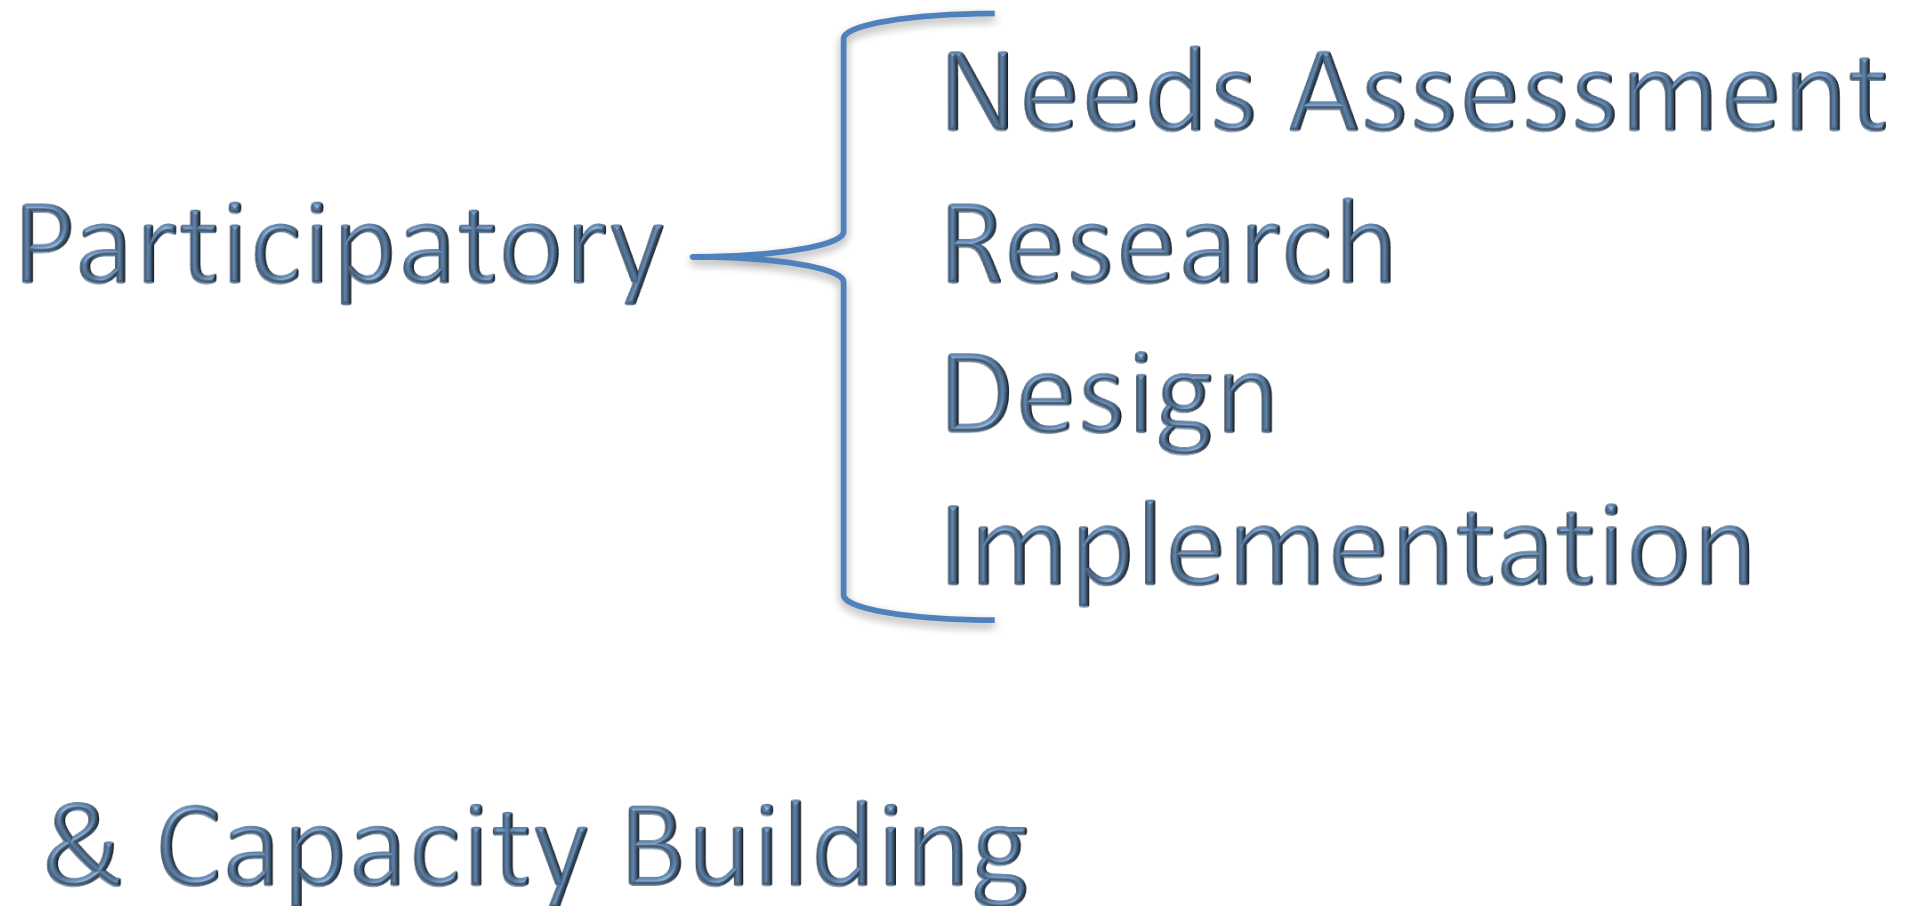 Needs Assessment
Participatory
Research
Design
Implementation
& Capacity Building